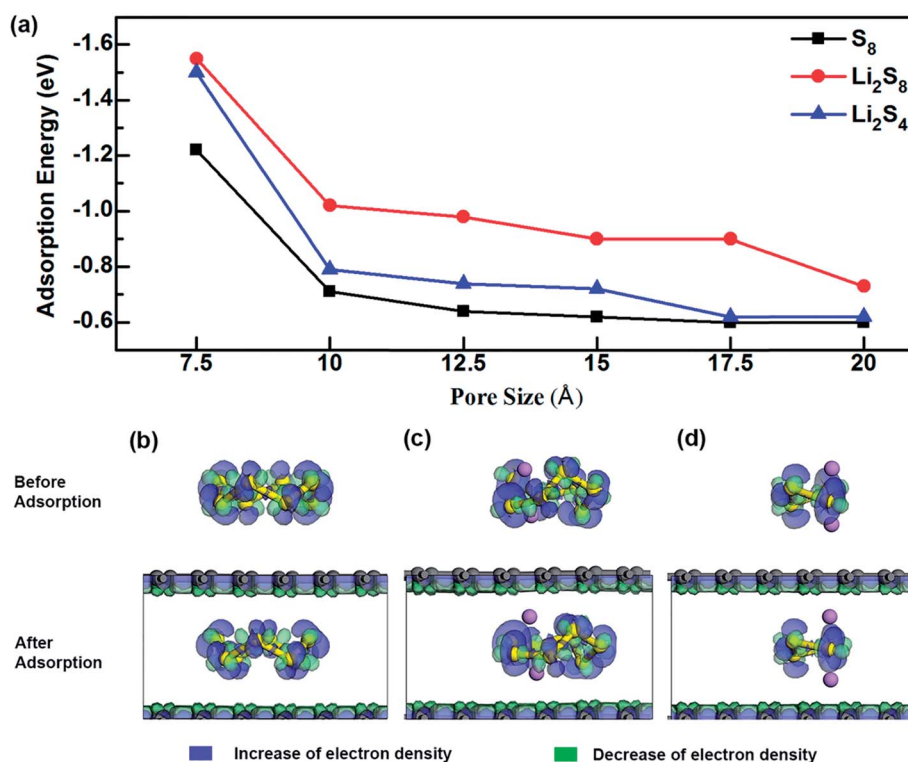 (a)
-1.6
-1.4
-1.2
-1.0
-0.8
-0.6
Adsorption Energy (eV)
S₈
Li₂S₈
Li₂S₄
7.5 10 12.5 15 17.5 20
Pore Size (Å)
(b) (c) (d)
Before
Adsorption
After
Adsorption
Increase of electron density Decrease of electron density